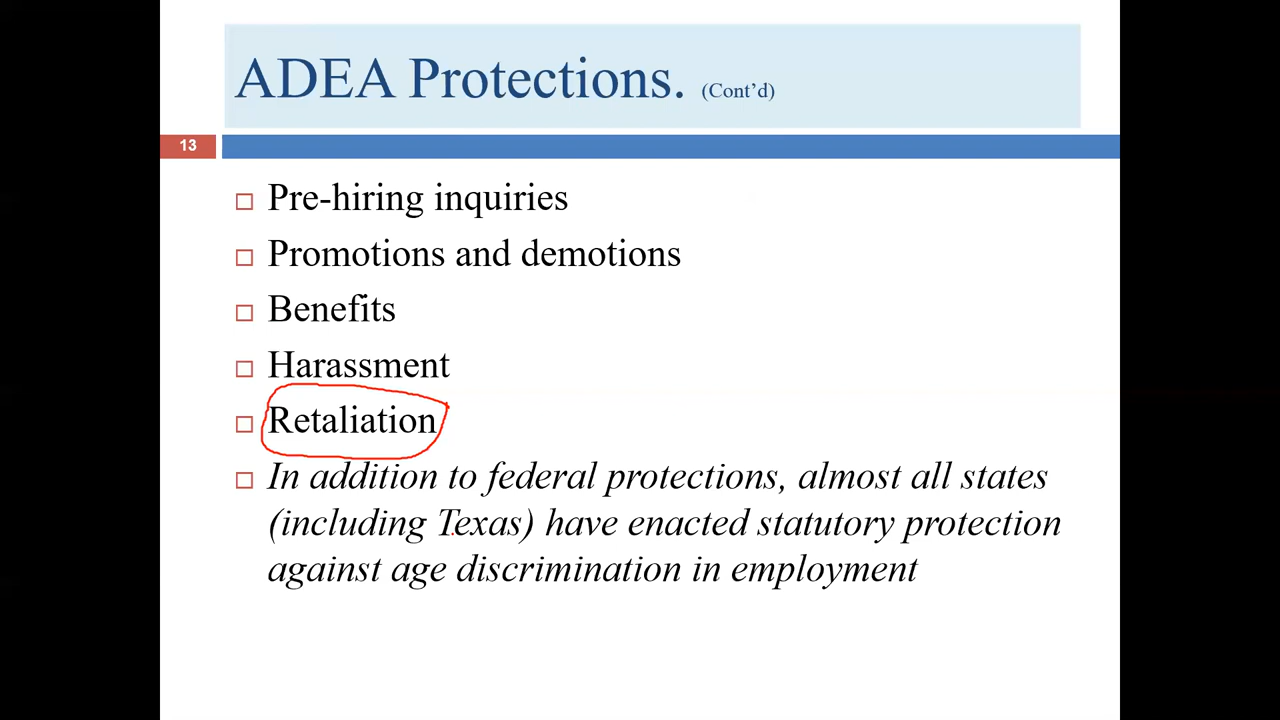 ADEA Protections. (Cont’d)
13
Pre-hiring inquiries
Promotions and demotions
Benefits
Harassment
Retaliation
In addition to federal protections, almost all states
(including Texas) have enacted statutory protection
against age discrimination in employment